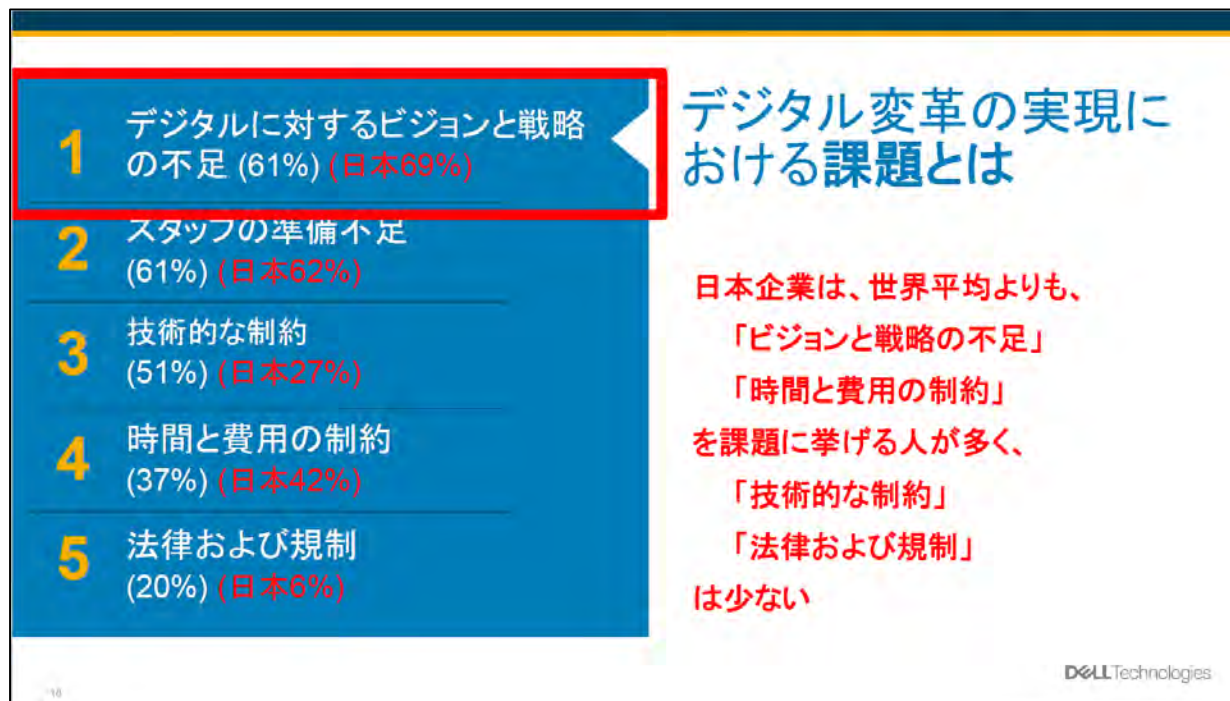 1
デジタルに対するビジョンと戦略
の不足 (61%) (日本69%)
2
スタッフの準備不足
(61%) (日本62%)
3
技術的な制約
(51%) (日本27%)
4
時間と費用の制約
(37%) (日本42%)
5
法律および規制
(20%) (日本6%)
デジタル変革の実現に
おける課題とは
日本企業は、世界平均よりも、
「ビジョンと戦略の不足」
「時間と費用の制約」
を課題に挙げる人が多く、
「技術的な制約」
「法律および規制」
は少ない
DELL Technologies